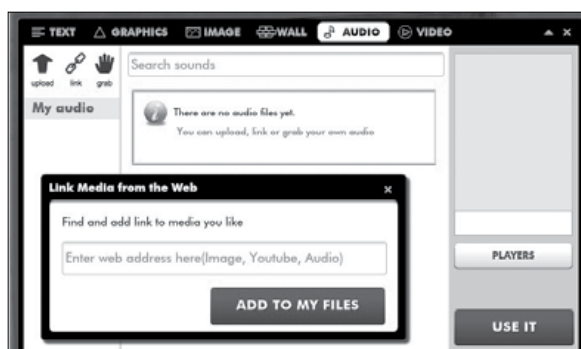 TEXT GRAPHICS IMAGE WALL AUDIO VIDEO
upload link grab
Search sounds
My audio
There are no audio files yet.
You can upload, link or grab your own audio
Link Media from the Web
Find and add link to media you like
Enter web address here(Image, Youtube, Audio)
ADD TO MY FILES
PLAYERS
USE IT